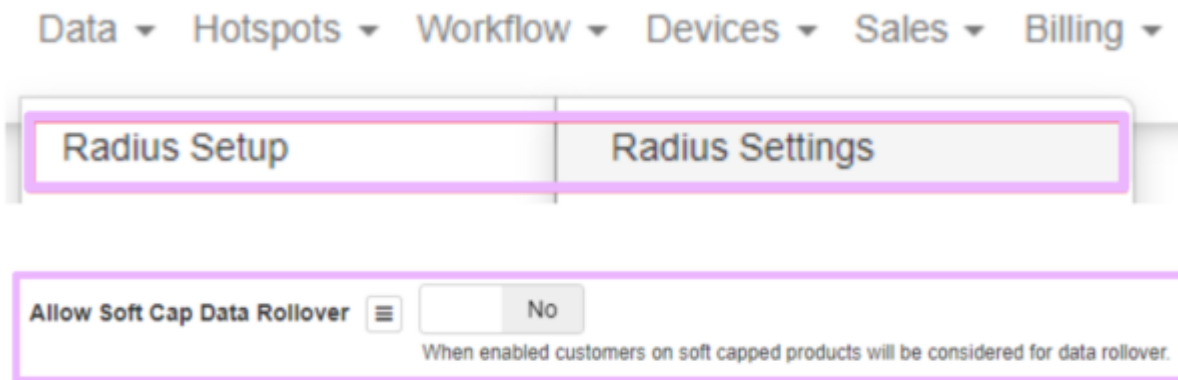 Data Hotspots Workflow Devices Sales Billing
Radius Setup Radius Settings
Allow Soft Cap Data Rollover No
When enabled customers on soft capped products will be considered for data rollover.